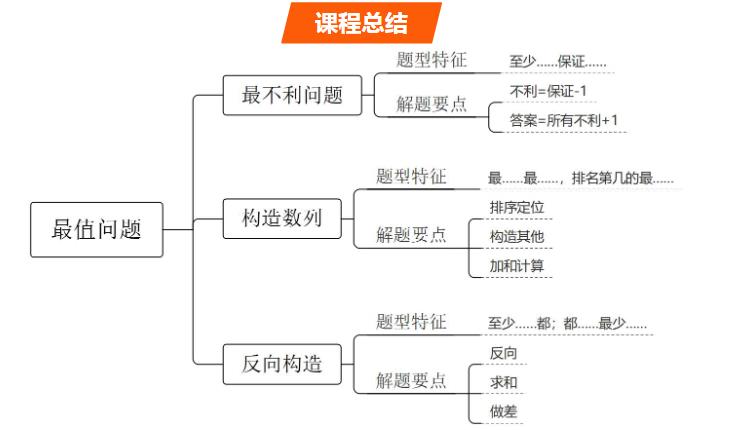 课程总结
最值问题
最不利问题
题型特征
至少……保证……
解题要点
不利=保证-1
答案=所有不利+1
构造数列
题型特征
最……最……，排名第几的最……
解题要点
排序定位
构造其他
加和计算
反向构造
题型特征
至少……都；都……最少……
解题要点
反向
求和
做差